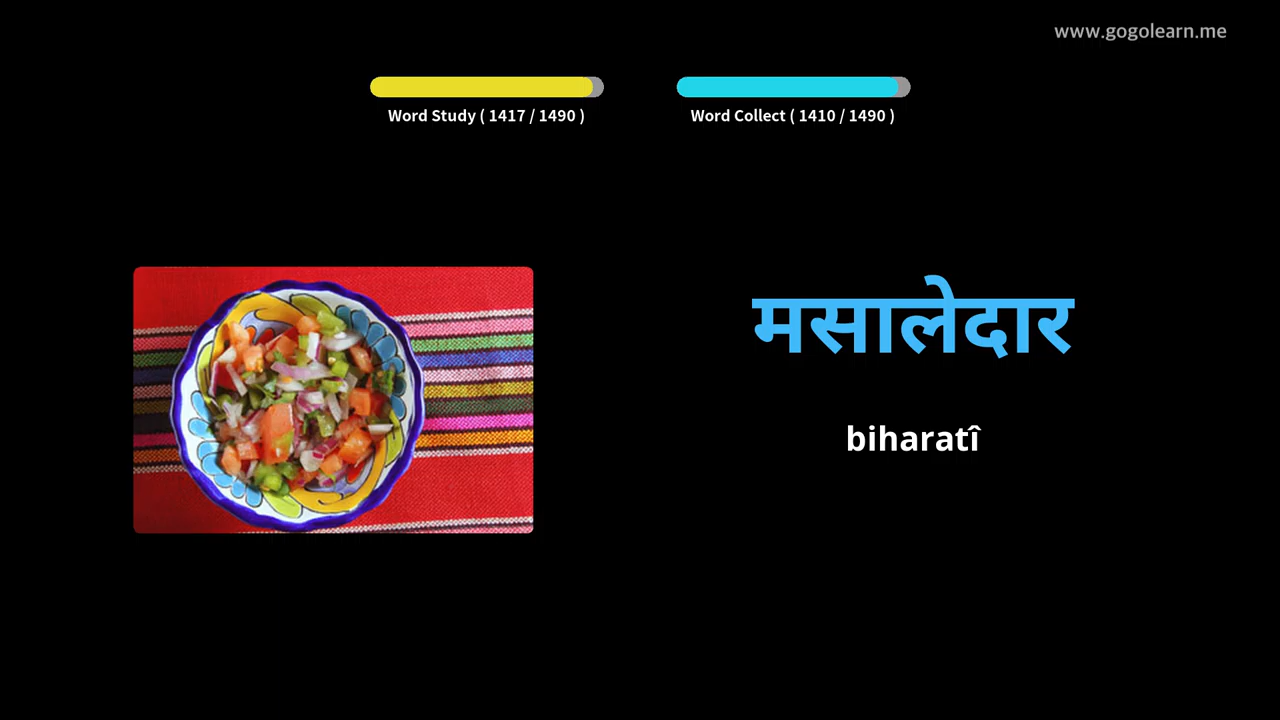 www.gogolearn.me
Word Study ( 1417 / 1490 )
Word Collect ( 1410 / 1490 )
मसालेदार
biharatî